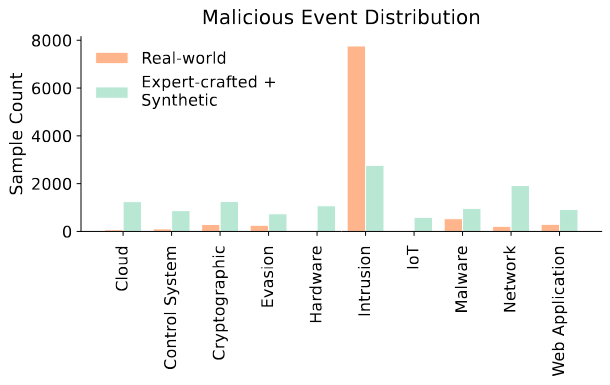 Malicious Event Distribution
Real-world
Expert-crafted +
Synthetic
Sample Count
8000
6000
4000
2000
0
Cloud
Control System
Cryptographic
Evasion
Hardware
Intrusion
IoT
Malware
Network
Web Application